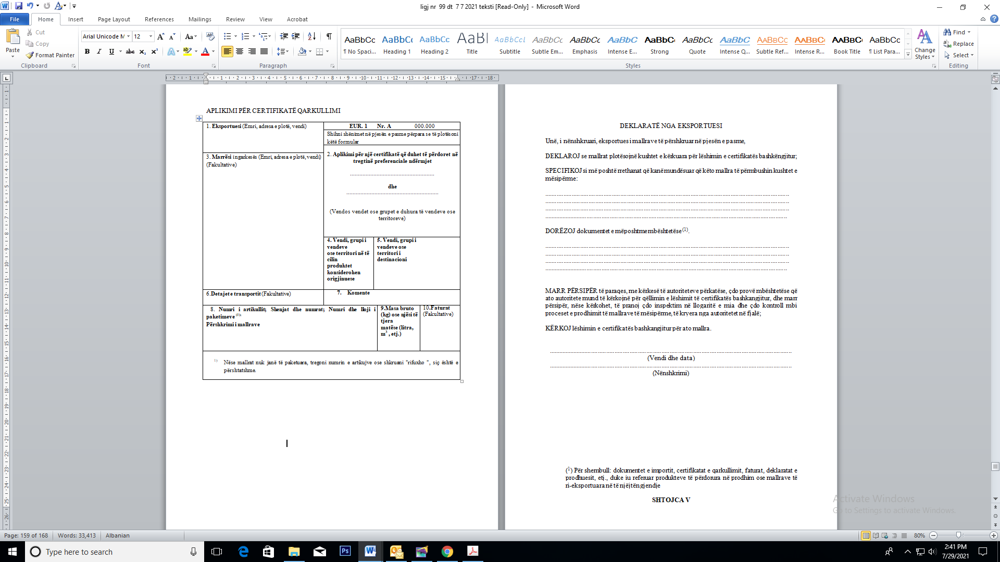 ligj nr 99 dt 7 7 2021 teksti [Read-Only] - Microsoft Word
File Home Insert Page Layout References Mailings Review View Acrobat
Paste
Cut
Copy
Format Painter
Clipboard
Arial Unicode M 12
Font
Paragraph
AaBbCc AaBbCc AaBbCc AaBl AaBbCcl AaBbCc AaBbCc AaBbC AaBbCc AaBbCc AaBbC AaBbCc AaBbC AaBbCc AaBbCc
¶ No Spaci... Heading 1 Heading 2 Title Subtitle Subtle Em... Emphasis Intense E... Strong Quote Intense Q... Subtle Ref... Intense R... Book Title ¶ List Para...
Styles
Change Styles
Find
Replace
Select
Editing
APLIKIMI PËR CERTIFIKATË QARKULLIMI
1. Eksportuesi (Emri, adresa e plotë, vendi)
EUR. 1 Nr. A 000.000
Shihni shënimet në pjesën e pasme përpara se të plotësoni
këtë formular
3. Marrësi ingarkesës (Emri, adresa e plotë, vendi)
(Fakultative)
2. Aplikimi për një certifikatë që duhet të përdoret në
tregtinë preferenciale ndërmjet
......................................................
dhe
...........................................................
(Vendos vendet ose grupet e duhura të vendeve ose
territoreve)
4. Vendi, grupi i
vendeve
ose territori në të
cilin
produktet
konsiderohen
origjinuese
5. Vendi, grupi i
vendeve ose
territori i
destinacioni
6.Detajet e transportit (Fakultative)
7. Komente
8. Numri i artikullit; Shenjat dhe numrat; Numri dhe lloji i
paketimeve (1);
Përshkrimi i mallrave
9.Masa bruto
(kg) ose njësi të
tjera
matëse (litra,
m3 , etj.)
10.Faturat
(Fakultative)
1) Nëse mallrat nuk janë të paketuara, tregoni numrin e artikujve ose shkruani "rifuxho ", siç është e
përshtatshme.
DEKLARATË NGA EKSPORTUESI
Unë, i nënshkruari, eksportues i mallrave të përshkruar në pjesën e pasme,
DEKLAROJ se mallrat plotësojnë kushtet e kërkuara për lëshimin e certifikatës bashkëngjitur;
SPECIFIKOJ si më poshtë rrethanat që kanë mundësuar që këto mallra të përmbushin kushtet e
mësipërme:
DORËZOJ dokumentet e mëposhtme mbështetëse (1).
MARR PËRSIPËR të paraqes, me kërkesë të autoriteteve përkatëse, çdo provë mbështetëse që
ato autoritete mund të kërkojnë për qëllimin e lëshimit të certifikatës bashkangjitur, dhe marr
përsipër, nëse kërkohet, të pranoj çdo inspektim në llogaritë e mia dhe çdo kontroll mbi
proceset e prodhimit të mallrave të mësipërme, të kryera nga autoritetet në fjalë;
KËRKOJ lëshimin e certifikatës bashkangjitur për ato mallra.
(Vendi dhe data)
(Nënshkrimi)
(1) Për shembull: dokumentet e importit, certifikatat e qarkullimit, faturat, deklaratat e
prodhuesit, etj., duke iu referuar produkteve të përdorura në prodhim ose mallrave të
ri-eksportuara në të njëjtën gjendje
SHTOJCA V
Activate Windows
Go to Settings to activate Windows.
Page: 159 of 168 Words: 33,413 Albanian
80%
Type here to search
2:41 PM
7/29/2021